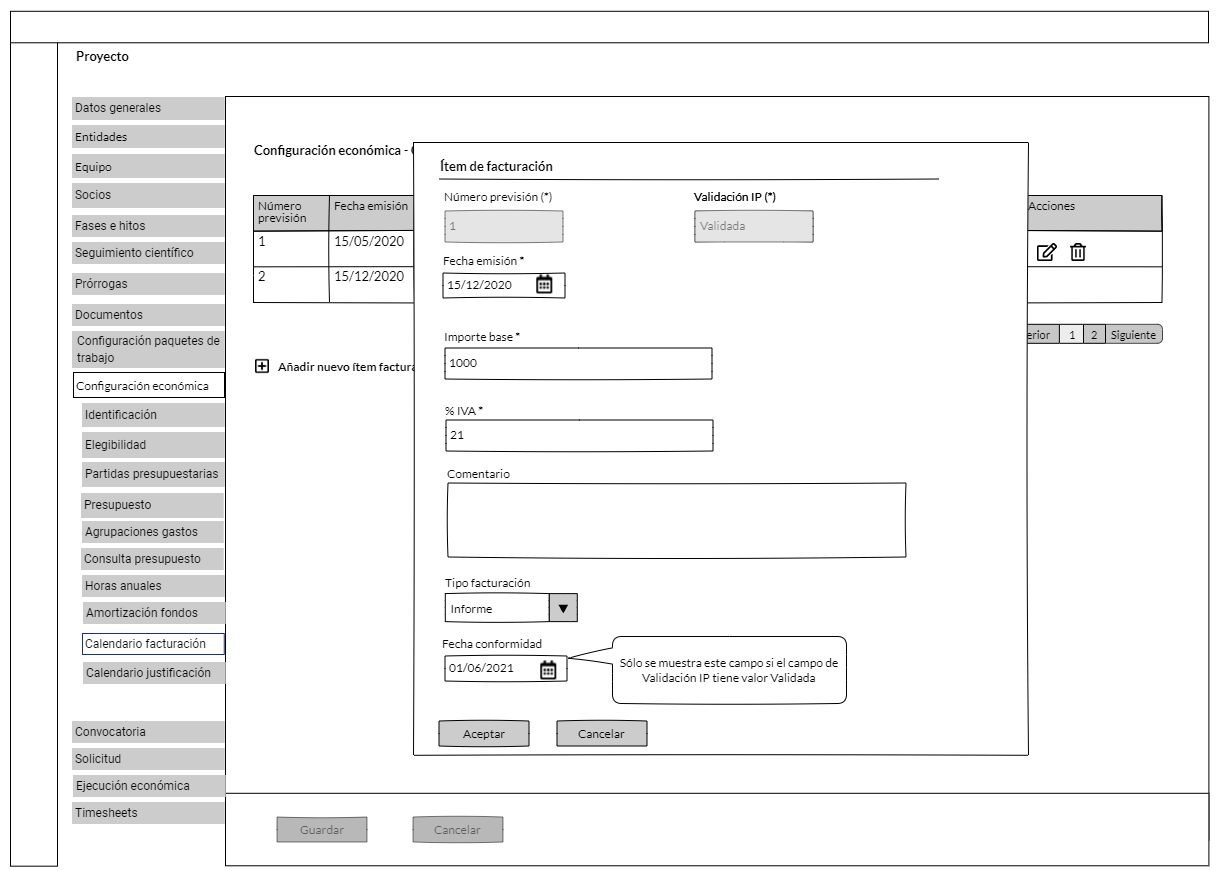 Proyecto
Datos generales
Entidades
Equipo
Socios
Fases e hitos
Seguimiento científico
Prórrogas
Documentos
Configuración paquetes de
trabajo
Configuración económica
Identificación
Elegibilidad
Partidas presupuestarias
Presupuesto
Agrupaciones gastos
Consulta presupuesto
Horas anuales
Amortización fondos
Calendario facturación
Calendario justificación
Convocatoria
Solicitud
Ejecución económica
Timesheets
Configuración económica -
Número
previsión
Fecha emisión
Acciones
1
15/05/2020
2
15/12/2020
erior
1
2
Siguiente
Añadir nuevo ítem factura
Ítem de facturación
Número previsión (*)
Validación IP (*)
1
Validada
Fecha emisión *
15/12/2020
Importe base *
1000
% IVA *
21
Comentario
Tipo facturación
Informe
Fecha conformidad
01/06/2021
Sólo se muestra este campo si el campo de
Validación IP tiene valor Validada
Aceptar
Cancelar
Guardar
Cancelar